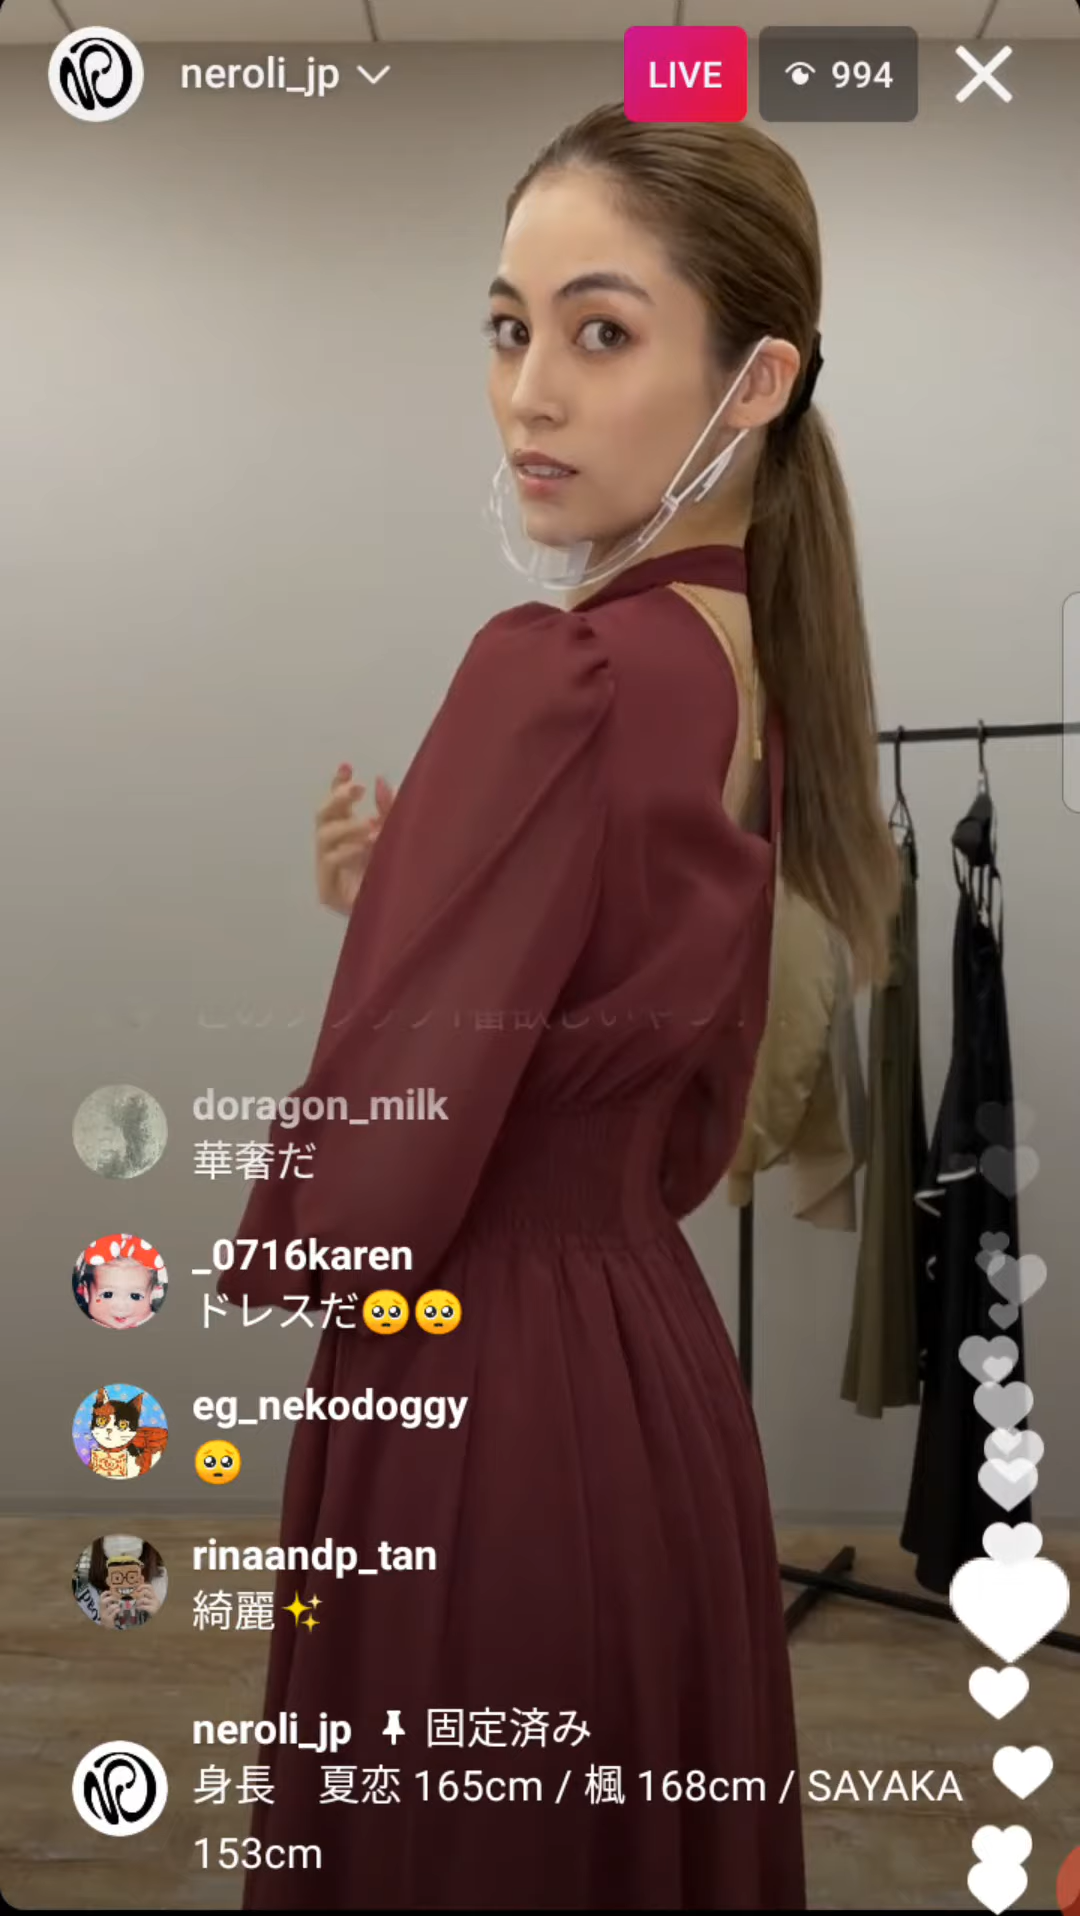 neroli_jp
LIVE
994
doragon_milk
華奢だ
_0716karen
ドレスだ🥺🥺
eg_nekodoggy
🥺
rinaandp_tan
綺麗✨
neroli_jp 固定済み
身長 夏恋 165cm / 楓 168cm / SAYAKA
153cm